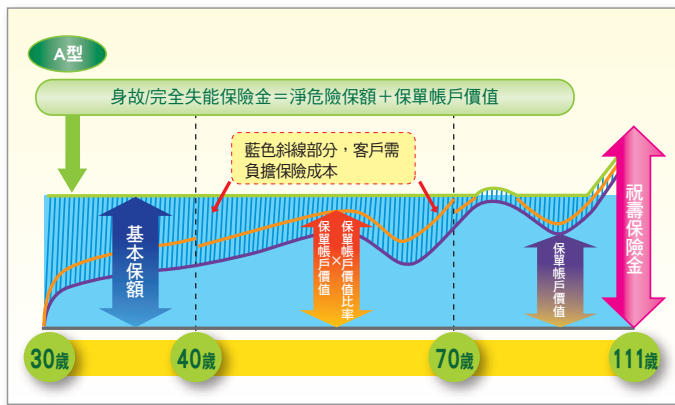 A型
身故/完全失能保險金＝淨危險保額＋保單帳戶價值
藍色斜線部分，客戶需
負擔保險成本
基本保額
保單帳戶價值
×
保單帳戶價值比率
保單帳戶價值
祝壽保險金
30歲
40歲
70歲
111歲